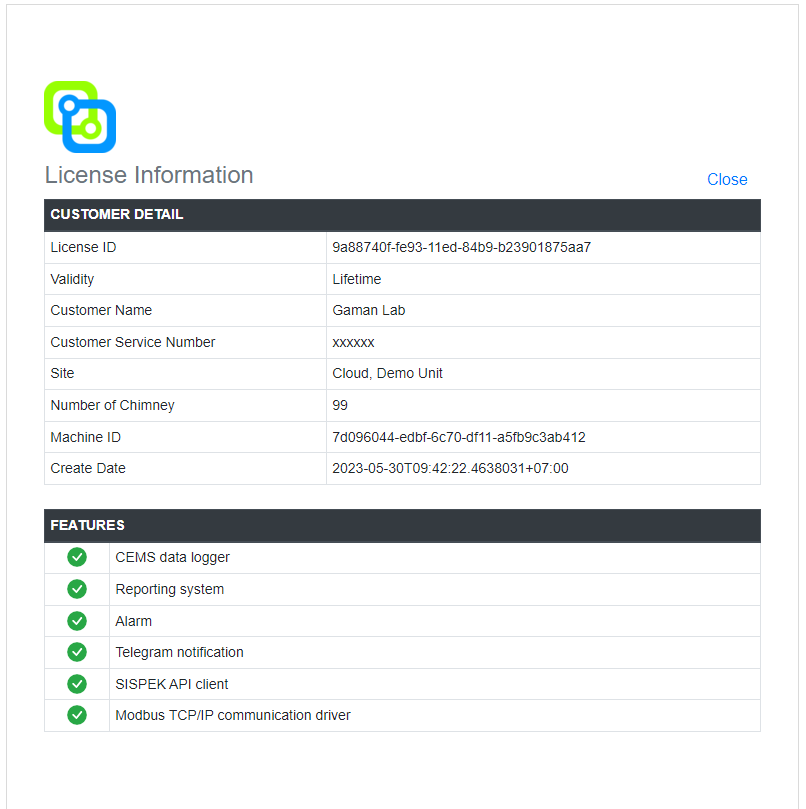 License Information
Close
CUSTOMER DETAIL
License ID 9a88740f-fe93-11ed-84b9-b23901875aa7
Validity Lifetime
Customer Name Gaman Lab
Customer Service Number xxxxxx
Site Cloud, Demo Unit
Number of Chimney 99
Machine ID 7d096044-edbf-6c70-df11-a5fb9c3ab412
Create Date 2023-05-30T09:42:22.4638031+07:00
FEATURES
CEMS data logger
Reporting system
Alarm
Telegram notification
SISPEK API client
Modbus TCP/IP communication driver